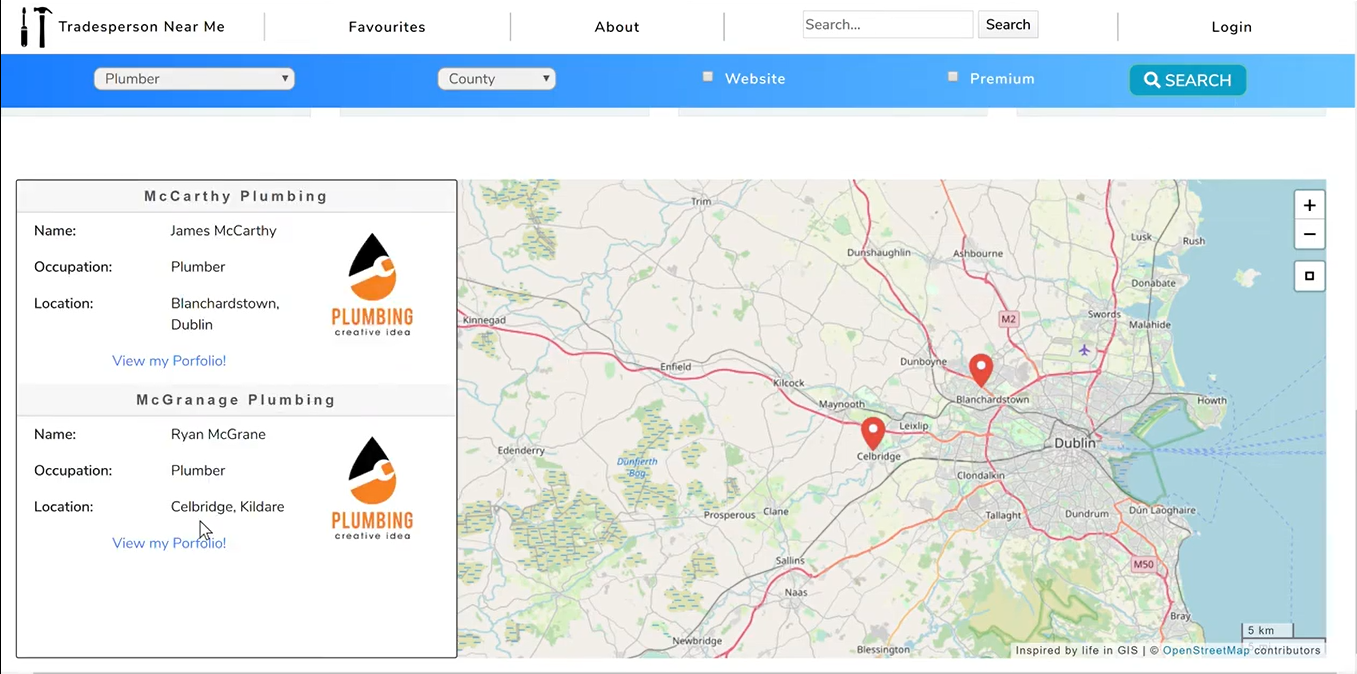 Tradesperson Near Me
Favourites
About
Search...
Search
Login
Plumber
County
Website
Premium
SEARCH
McCarthy Plumbing
Name: James McCarthy
Occupation: Plumber
Location: Blanchardstown,
Dublin
PLUMBING
creative idea
View my Porfolio!
McGranage Plumbing
Name: Ryan McGrane
Occupation: Plumber
Location: Celbridge, Kildare
PLUMBING
creative idea
View my Porfolio!
Trim
Lusk
Rush
Dunshaughlin
Ashbourne
Donabate
Kinnegad
M2
Swords
Malahide
Enfield
Dunboyne
Kilcock
Blanchardstown
Howth
Maynooth
Leixlip
Dublin
Edenderry
Celbridge
Dunfierth
Bog
Clondalkin
Prosperous
Clane
Tallaght
Dundrum
Dún Laoghaire
Sallins
M50
Naas
Bray
Newbridge
Blessington
5 km
+
−
Inspired by life in GIS | © OpenStreetMap contributors